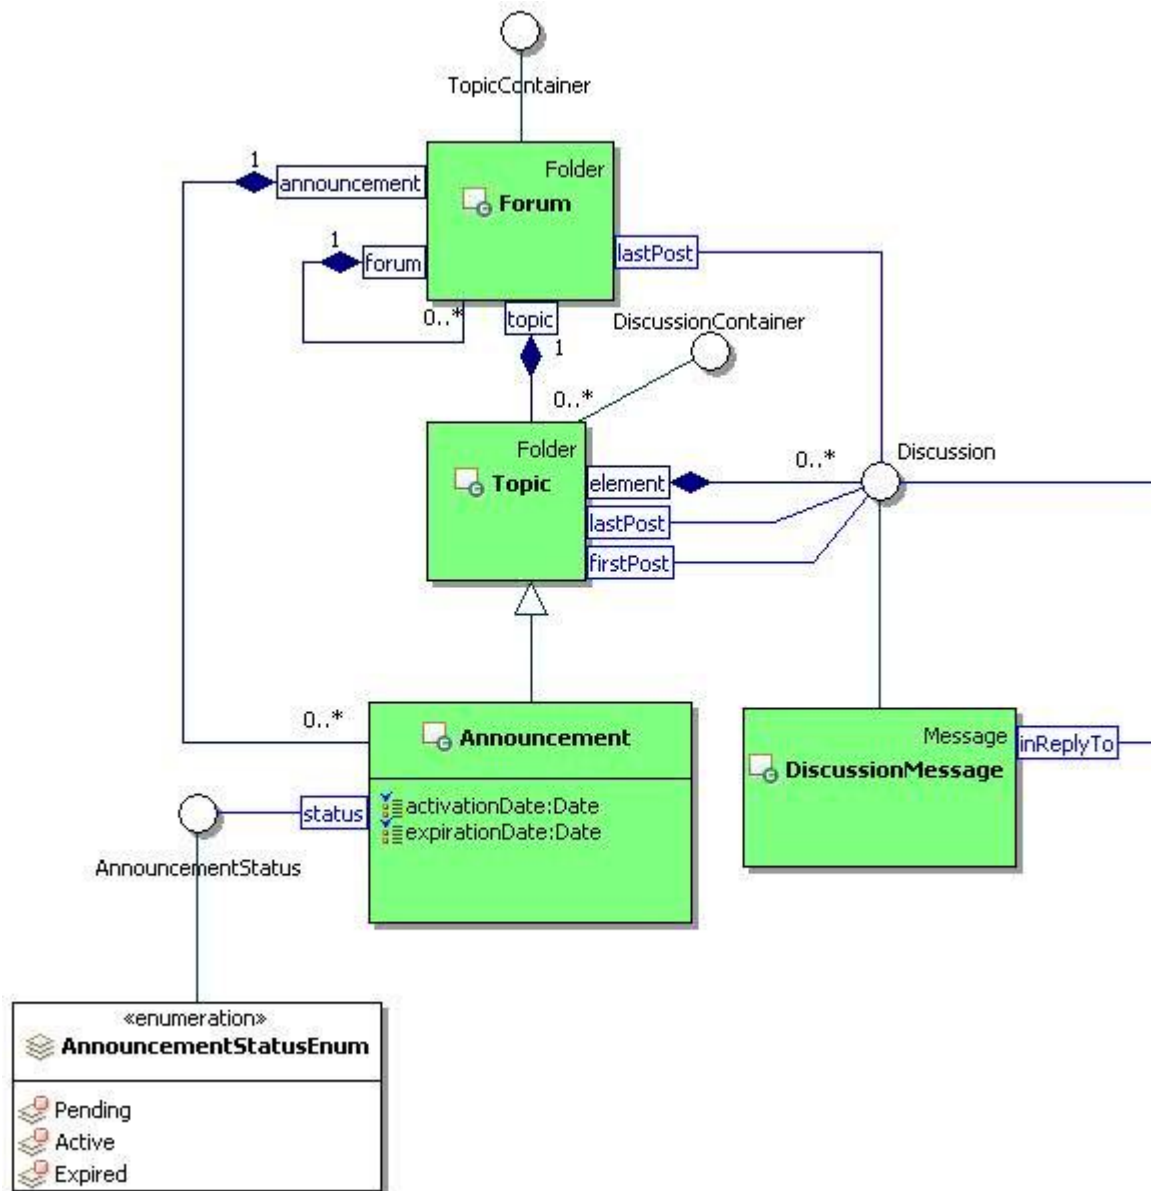 TopicContainer
1
announcement
Folder
Forum
1
forum
lastPost
0..*
topic
1
DiscussionContainer
0..*
Folder
Topic
element
0..*
Discussion
lastPost
firstPost
0..*
Announcement
activationDate:Date
expirationDate:Date
status
AnnouncementStatus
Message
DiscussionMessage
inReplyTo
«enumeration»
AnnouncementStatusEnum
Pending
Active
Expired